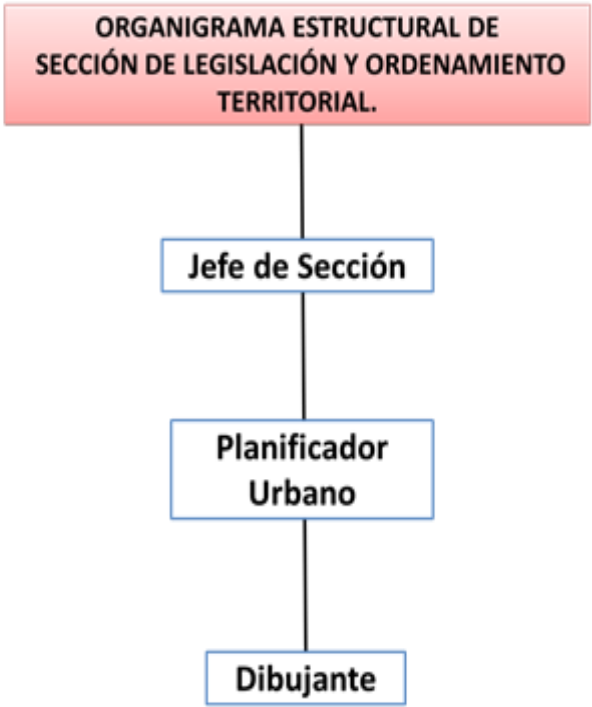 ORGANIGRAMA ESTRUCTURAL DE
SECCIÓN DE LEGISLACIÓN Y ORDENAMIENTO
TERRITORIAL.
Jefe de Sección
Planificador
Urbano
Dibujante